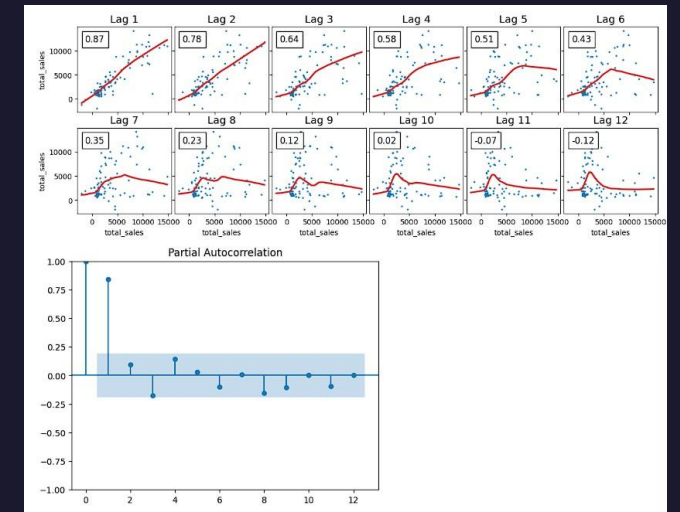 Lag 1 Lag 2 Lag 3 Lag 4 Lag 5 Lag 6
0.87 0.78 0.64 0.58 0.51 0.43
total_sales
10000
5000
0
Lag 7 Lag 8 Lag 9 Lag 10 Lag 11 Lag 12
0.35 0.23 0.12 0.02 -0.07 -0.12
total_sales
10000
5000
0
0 5000 10000 15000 0 5000 10000 15000 0 5000 10000 15000 0 5000 10000 15000 0 5000 10000 15000 0 5000 10000 15000
total_sales total_sales total_sales total_sales total_sales total_sales
Partial Autocorrelation
1.00
0.75
0.50
0.25
0.00
−0.25
−0.50
−0.75
−1.00
0 2 4 6 8 10 12